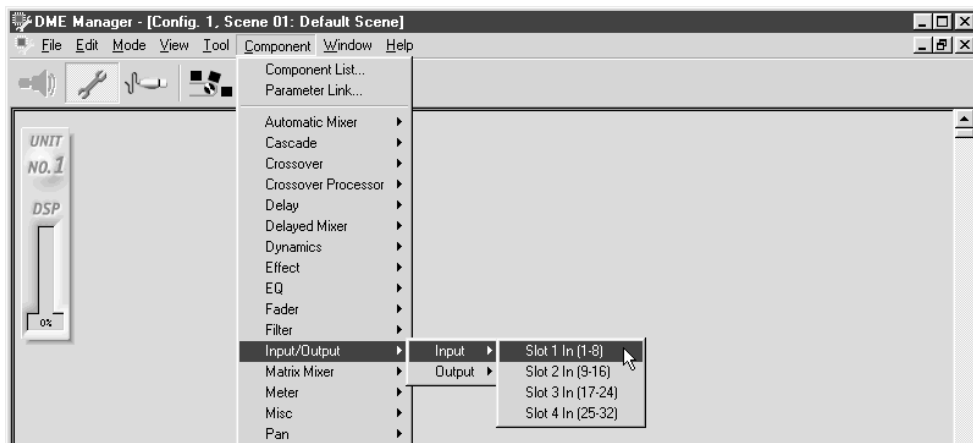 DME Manager - [Config. 1, Scene 01: Default Scene]
File Edit Mode View Tool Component Window Help
Component List...
Parameter Link...
Automatic Mixer
Cascade
Crossover
Crossover Processor
Delay
Delayed Mixer
Dynamics
Effect
EQ
Fader
Filter
Input/Output
Matrix Mixer
Meter
Misc
Pan
Input
Output
Slot 1 In (1-8)
Slot 2 In (9-16)
Slot 3 In (17-24)
Slot 4 In (25-32)
UNIT
NO. 1
DSP
0%